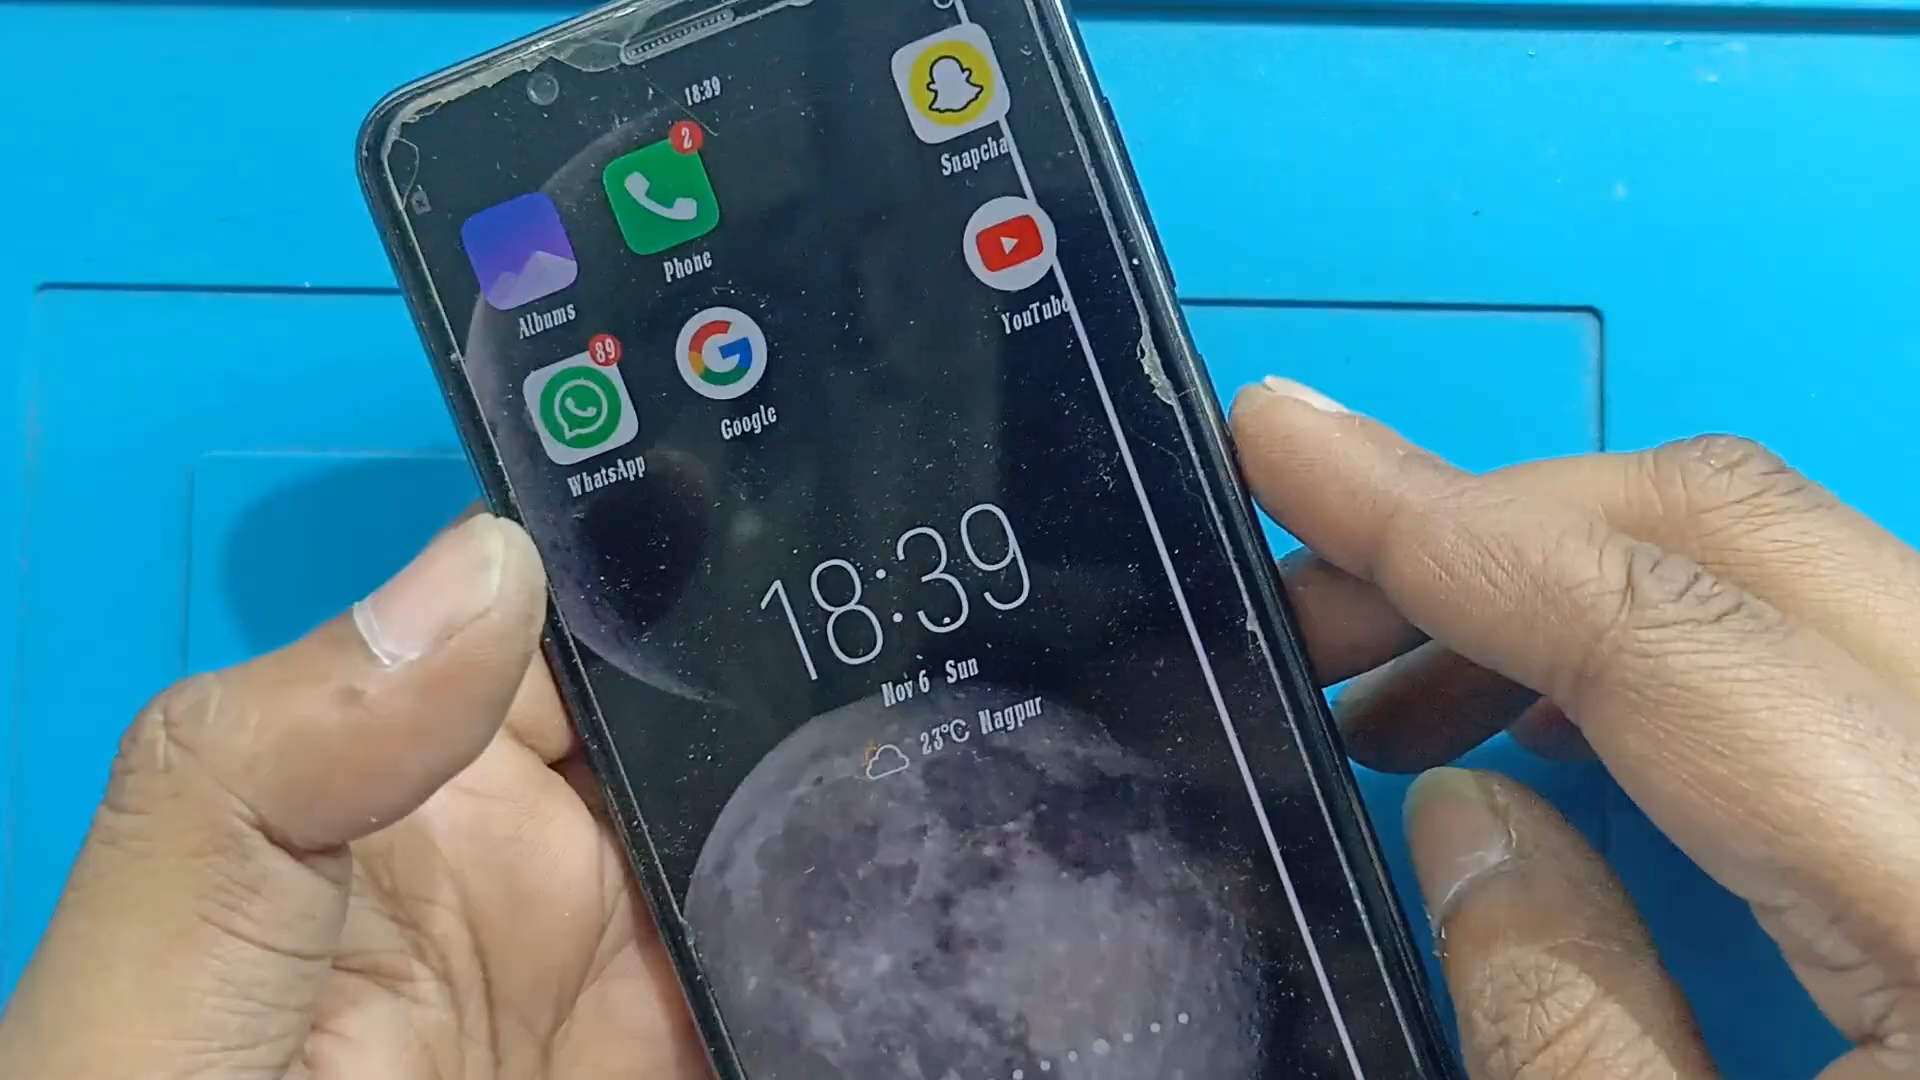 18:39
2
Snapcha
Phone
Albums
YouTube
89
Google
WhatsApp
18:39
Nov 6 Sun
23°C Nagpur